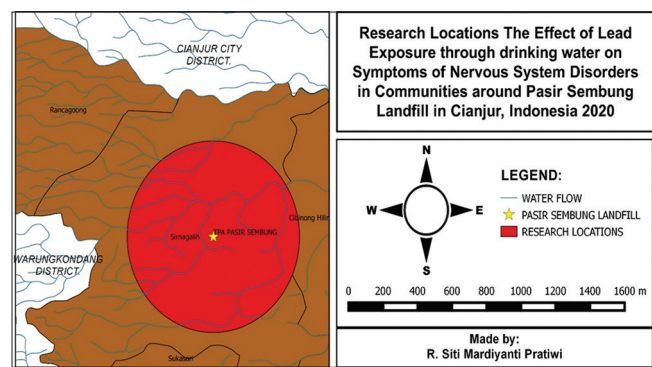 CIANJUR CITY
DISTRICT.
Rancagoong
Cibinong Hilir
Sirnagalih
TPA PASIR SEMBUNG
WARUNGKONDANG
DISTRICT.
Sukasari
Research Locations The Effect of Lead
Exposure through drinking water on
Symptoms of Nervous System Disorders
in Communities around Pasir Sembung
Landfill in Cianjur, Indonesia 2020
N
W
E
S
LEGEND:
WATER FLOW
PASIR SEMBUNG LANDFILL
RESEARCH LOCATIONS
0 200 400 600 800 1000 1200 1400 1600 m
Made by:
R. Siti Mardiyanti Pratiwi